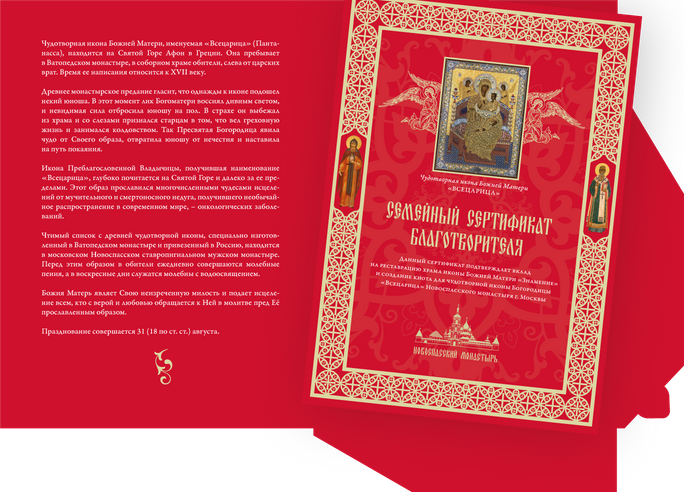 Чудотворная икона Божией Матери, именуемая «Всецарица» (Панта-
насса), находится на Святой Горе Афон в Греции. Она пребывает
в Ватопедском монастыре, в соборном храме обители, слева от царских
врат. Время ее написания относится к XVII веку.
Древнее монастырское предание гласит, что однажды к иконе подошел
некий юноша. В этот момент лик Богоматери воссиял дивным светом,
и невидимая сила отбросила юношу на пол. В страхе он выбежал
из храма и со слезами признался старцам в том, что вел греховную
жизнь и занимался колдовством. Так Пресвятая Богородица явила
чудо от Своего образа, отвратила юношу от нечестия и наставила
на путь покаяния.
Икона Преблагословенной Владычицы, получившая наименование
«Всецарица», глубоко почитается на Святой Горе и далеко за ее пре-
делами. Этот образ прославился многочисленными чудесами исцеле-
ний от мучительного и смертоносного недуга, получившего необычай-
ное распространение в современном мире, – онкологических заболе-
ваний.
Чтимый список с древней чудотворной иконы, специально изготов-
ленный в Ватопедском монастыре и привезенный в Россию, находится
в московском Новоспасском ставропигиальном мужском монастыре.
Перед этим образом в обители ежедневно совершаются молебные
пения, а в воскресные дни служатся молебны с водоосвящением.
Божия Матерь являет Свою неизреченную милость и подает исцеле-
ние всем, кто с верой и любовью обращается к Ней в молитве пред Её
прославленным образом.
Празднование совершается 31 (18 по ст. ст.) августа.
Чудотворная икона Божией Матери
«ВСЕЦАРИЦА»
СЕМЕЙНЫЙ СЕРТИФИКАТ
БЛАГОТВОРИТЕЛЯ
Данный сертификат подтверждает вклад
на реставрацию храма иконы Божией Матери «Знамение»
и создание киота для чудотворной иконы Богородицы
«Всецарица» Новоспасского монастыря г. Москвы
НОВОСПАССКИЙ МОНАСТЫРЬ